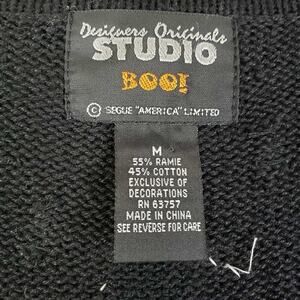 Designers Originals
STUDIO
BOO!
© SEGUE "AMERICA" LIMITED
M
55% RAMIE
45% COTTON
EXCLUSIVE OF
DECORATIONS
RN 63757
MADE IN CHINA
SEE REVERSE FOR CARE